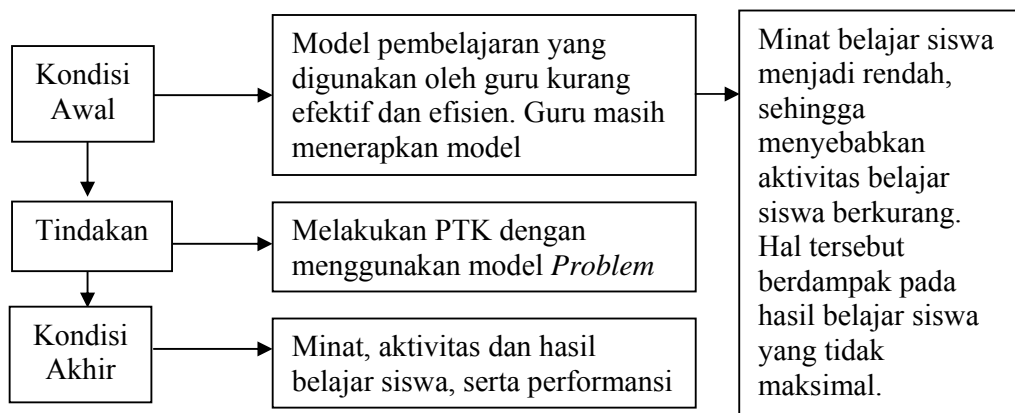 Kondisi
Awal
Model pembelajaran yang
digunakan oleh guru kurang
efektif dan efisien. Guru masih
menerapkan model
Minat belajar siswa
menjadi rendah,
sehingga
menyebabkan
aktivitas belajar
siswa berkurang.
Hal tersebut
berdampak pada
hasil belajar siswa
yang tidak
maksimal.
Tindakan
Melakukan PTK dengan
menggunakan model Problem
Kondisi
Akhir
Minat, aktivitas dan hasil
belajar siswa, serta performansi